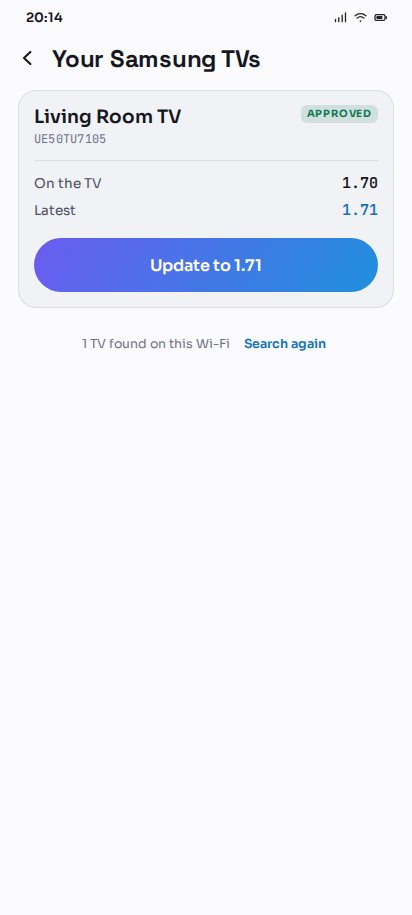 20:14
Your Samsung TVs
Living Room TV
APPROVED
UE50TU7105
On the TV 1.70
Latest 1.71
Update to 1.71
1 TV found on this Wi-Fi Search again